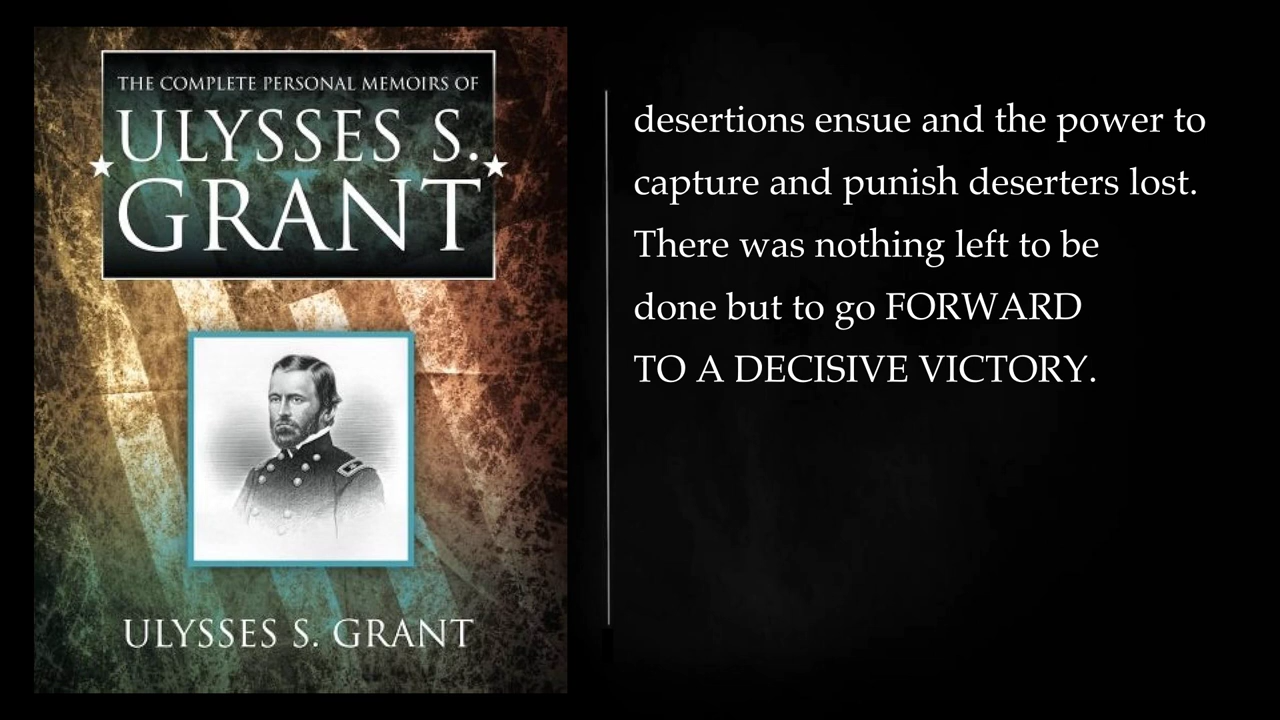 THE COMPLETE PERSONAL MEMOIRS OF
ULYSSES S.
GRANT
ULYSSES S. GRANT
desertions ensue and the power to
capture and punish deserters lost.
There was nothing left to be
done but to go FORWARD
TO A DECISIVE VICTORY.